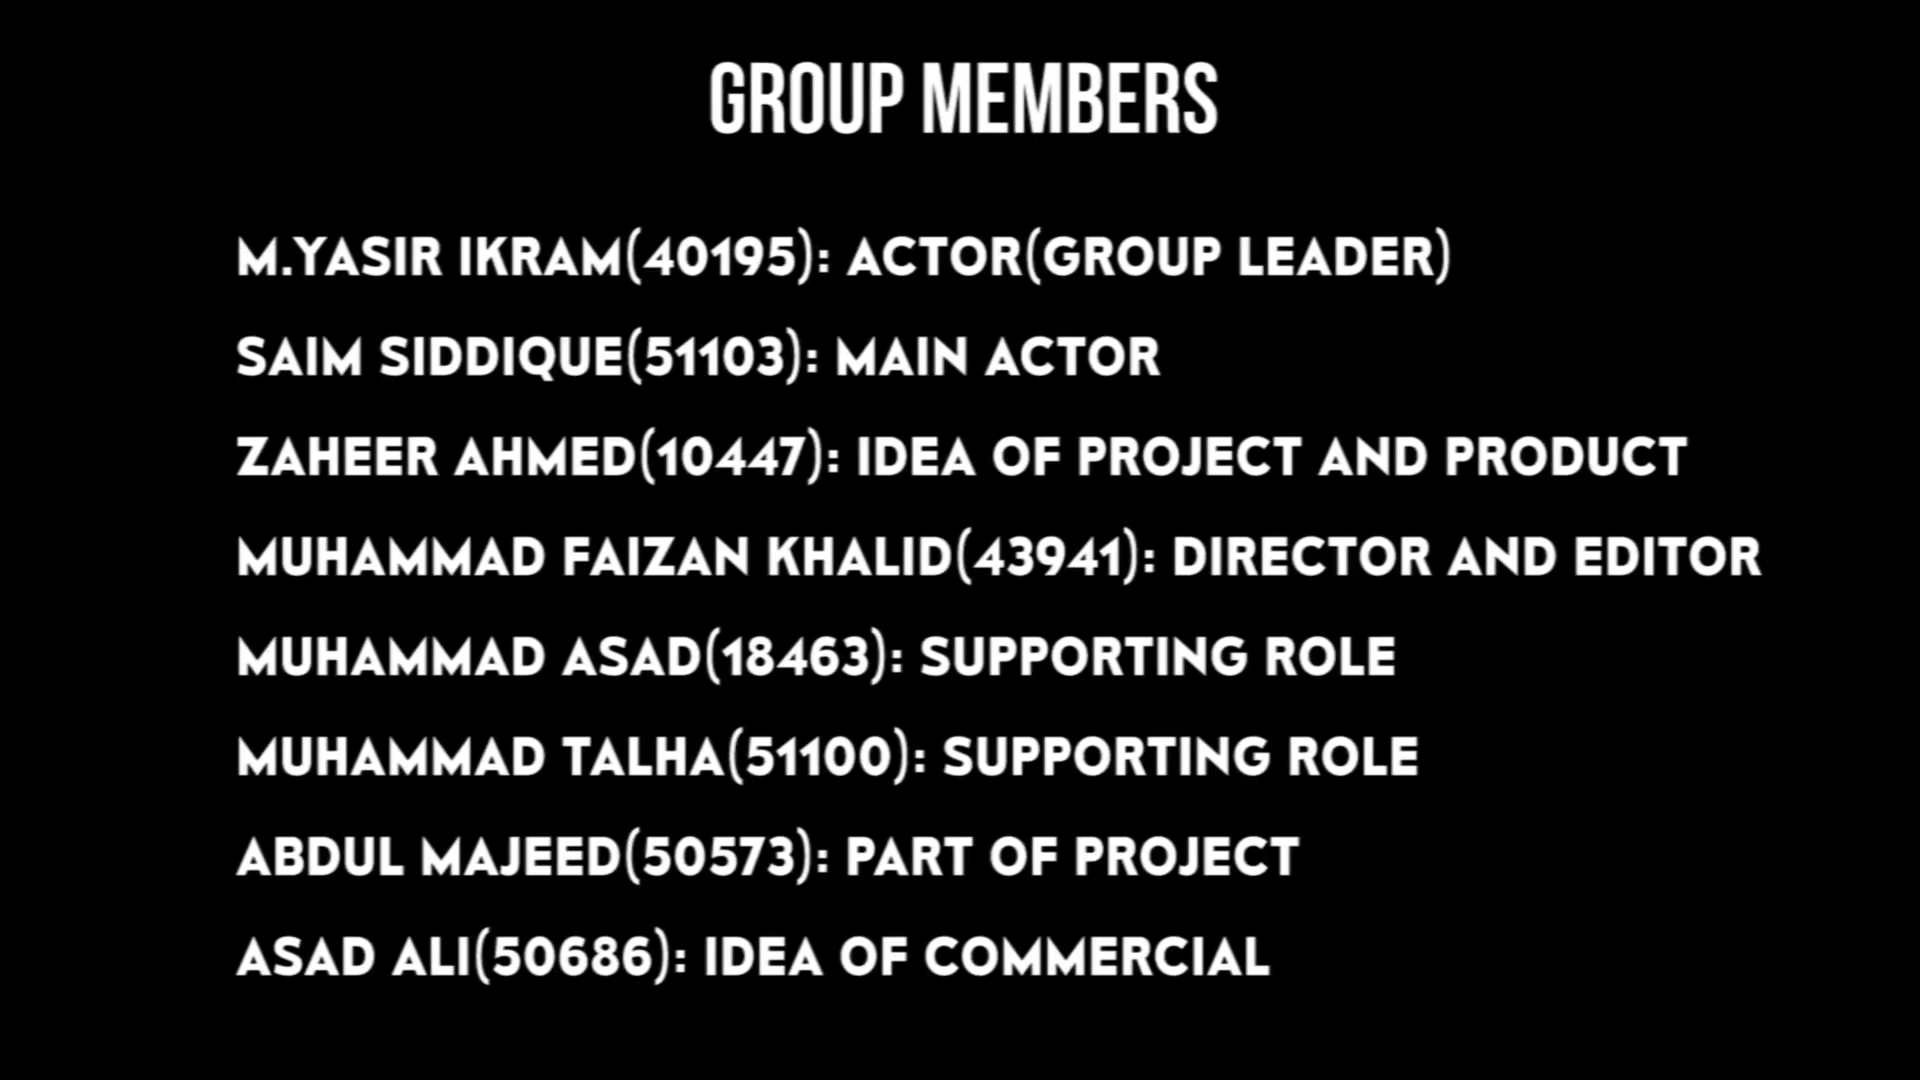 GROUP MEMBERS
M.YASIR IKRAM(40195): ACTOR(GROUP LEADER)
SAIM SIDDIQUE(51103): MAIN ACTOR
ZAHEER AHMED(10447): IDEA OF PROJECT AND PRODUCT
MUHAMMAD FAIZAN KHALID(43941): DIRECTOR AND EDITOR
MUHAMMAD ASAD(18463): SUPPORTING ROLE
MUHAMMAD TALHA(51100): SUPPORTING ROLE
ABDUL MAJEED(50573): PART OF PROJECT
ASAD ALI(50686): IDEA OF COMMERCIAL